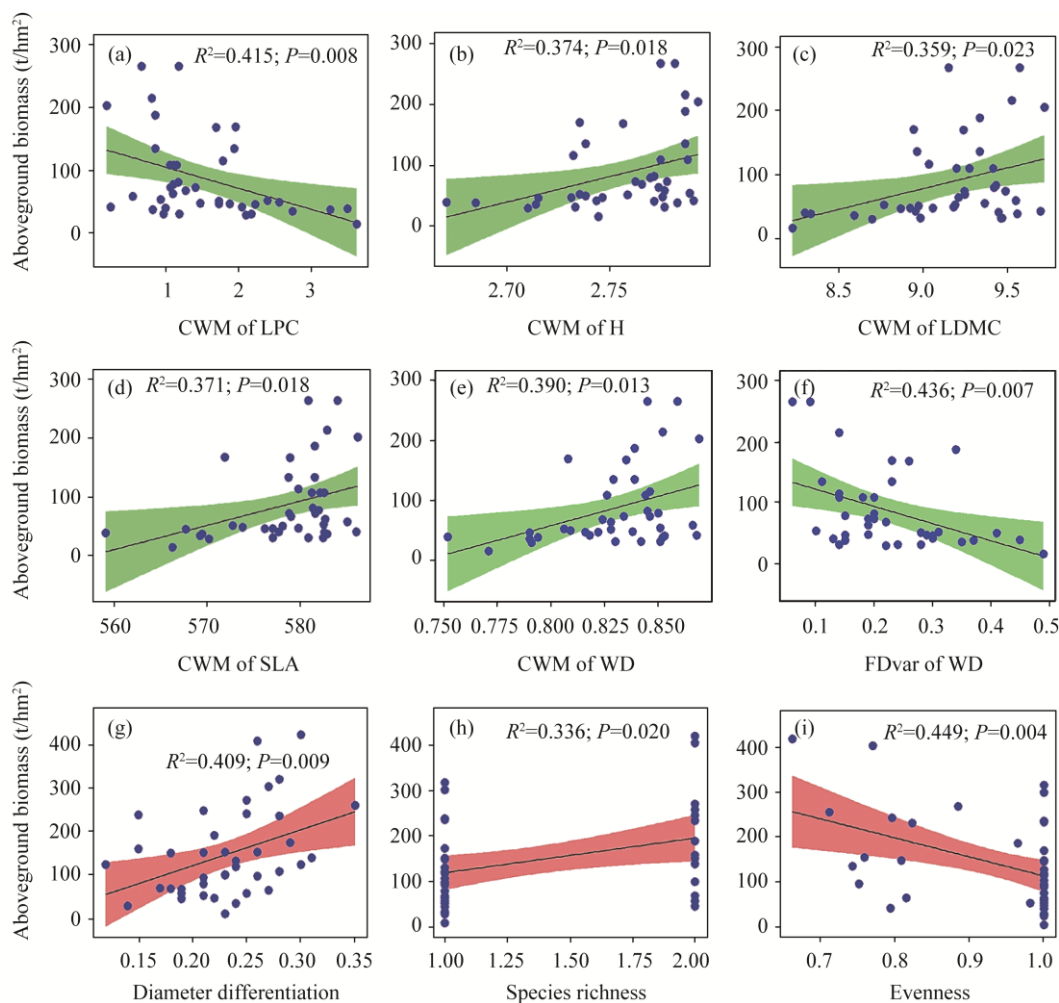 Aboveground biomass (t/hm²)
300
200
100
0
(a)
R²=0.415; P=0.008
1 2 3
CWM of LPC
300
200
100
0
(b)
R²=0.374; P=0.018
2.70 2.75
CWM of H
300
200
100
0
(c)
R²=0.359; P=0.023
8.5 9.0 9.5
CWM of LDMC
Aboveground biomass (t/hm²)
300
200
100
0
(d)
R²=0.371; P=0.018
560 570 580
CWM of SLA
300
200
100
0
(e)
R²=0.390; P=0.013
0.750 0.775 0.800 0.825 0.850
CWM of WD
300
200
100
0
(f)
R²=0.436; P=0.007
0.1 0.2 0.3 0.4 0.5
FDvar of WD
Aboveground biomass (t/hm²)
400
300
200
100
0
(g)
R²=0.409; P=0.009
0.15 0.20 0.25 0.30 0.35
Diameter differentiation
400
300
200
100
0
(h)
R²=0.336; P=0.020
1.00 1.25 1.50 1.75 2.00
Species richness
400
300
200
100
0
(i)
R²=0.449; P=0.004
0.7 0.8 0.9 1.0
Evenness